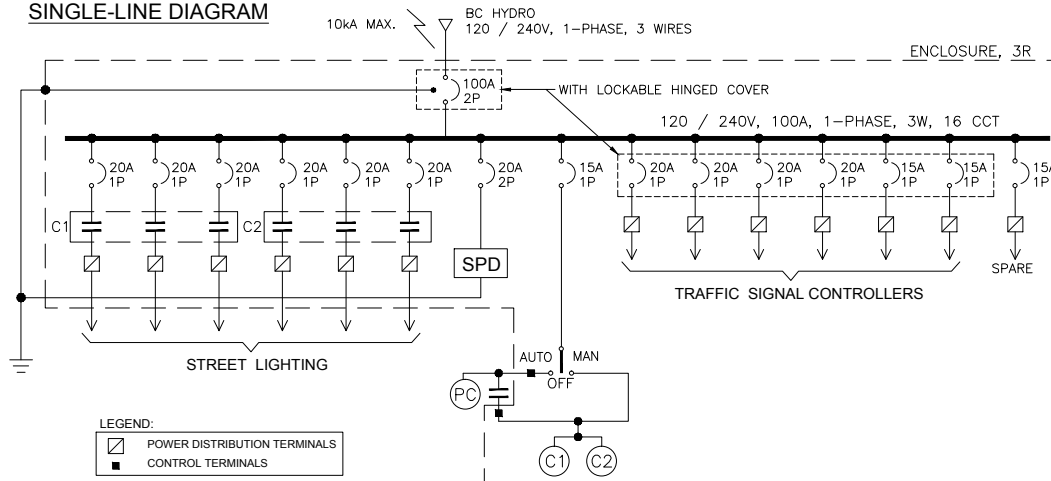 SINGLE-LINE DIAGRAM
10kA MAX.
BC HYDRO
120 / 240V, 1-PHASE, 3 WIRES
ENCLOSURE, 3R
100A
2P
WITH LOCKABLE HINGED COVER
120 / 240V, 100A, 1-PHASE, 3W, 16 CCT
20A
1P
20A
1P
20A
1P
20A
1P
20A
1P
20A
1P
20A
2P
15A
1P
20A
1P
20A
1P
20A
1P
20A
1P
15A
1P
15A
1P
15A
1P
C1
C2
SPD
SPARE
TRAFFIC SIGNAL CONTROLLERS
STREET LIGHTING
AUTO
MAN
OFF
PC
C1
C2
LEGEND:
POWER DISTRIBUTION TERMINALS
CONTROL TERMINALS